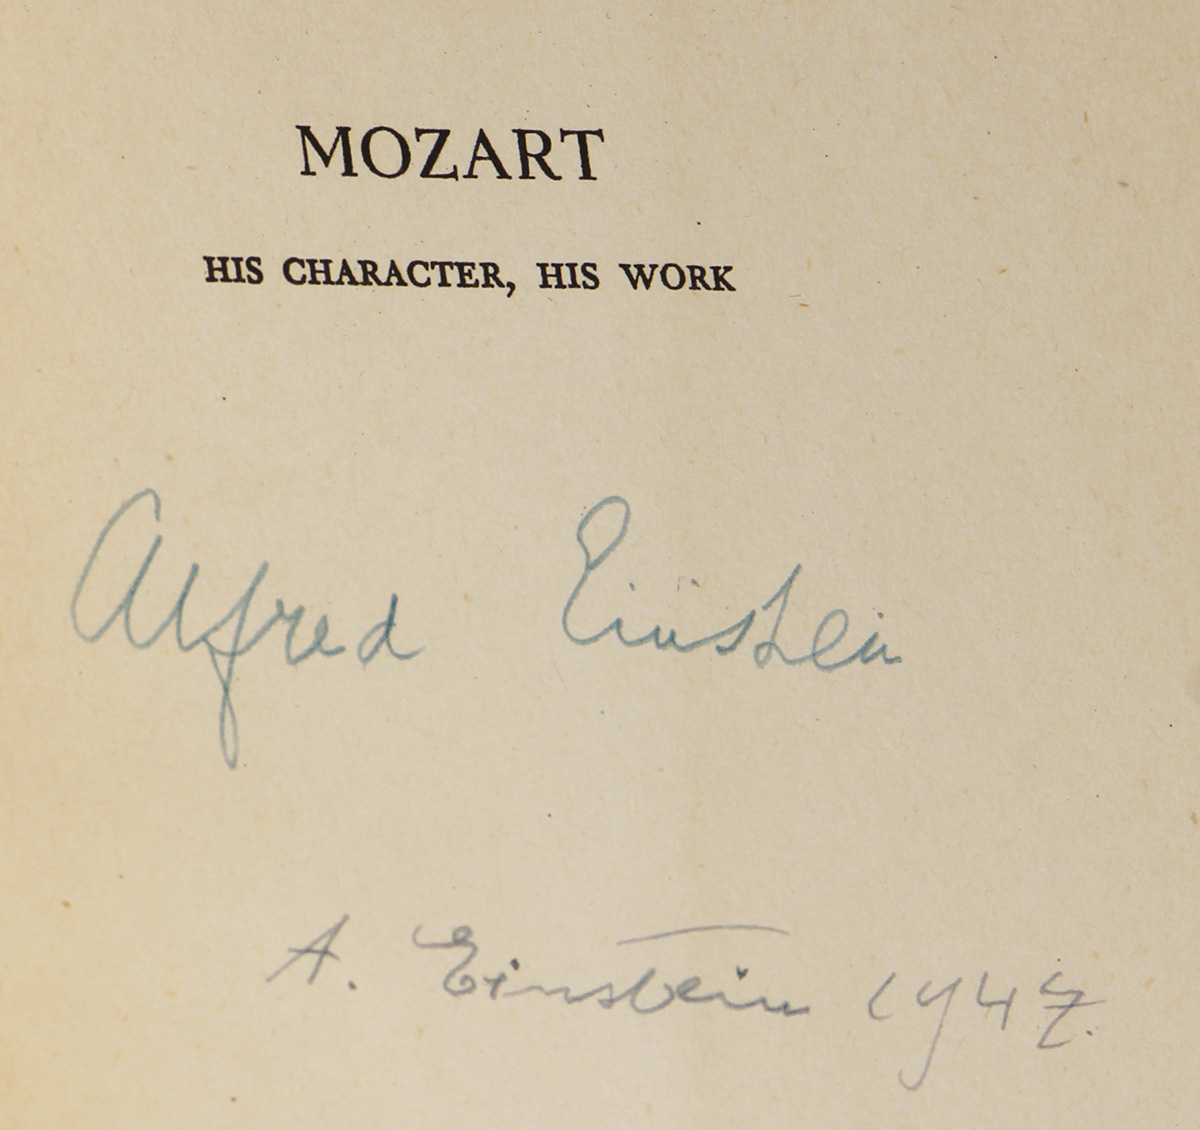 MOZART
HIS CHARACTER, HIS WORK
Alfred Einstein
A. Einstein 1947.